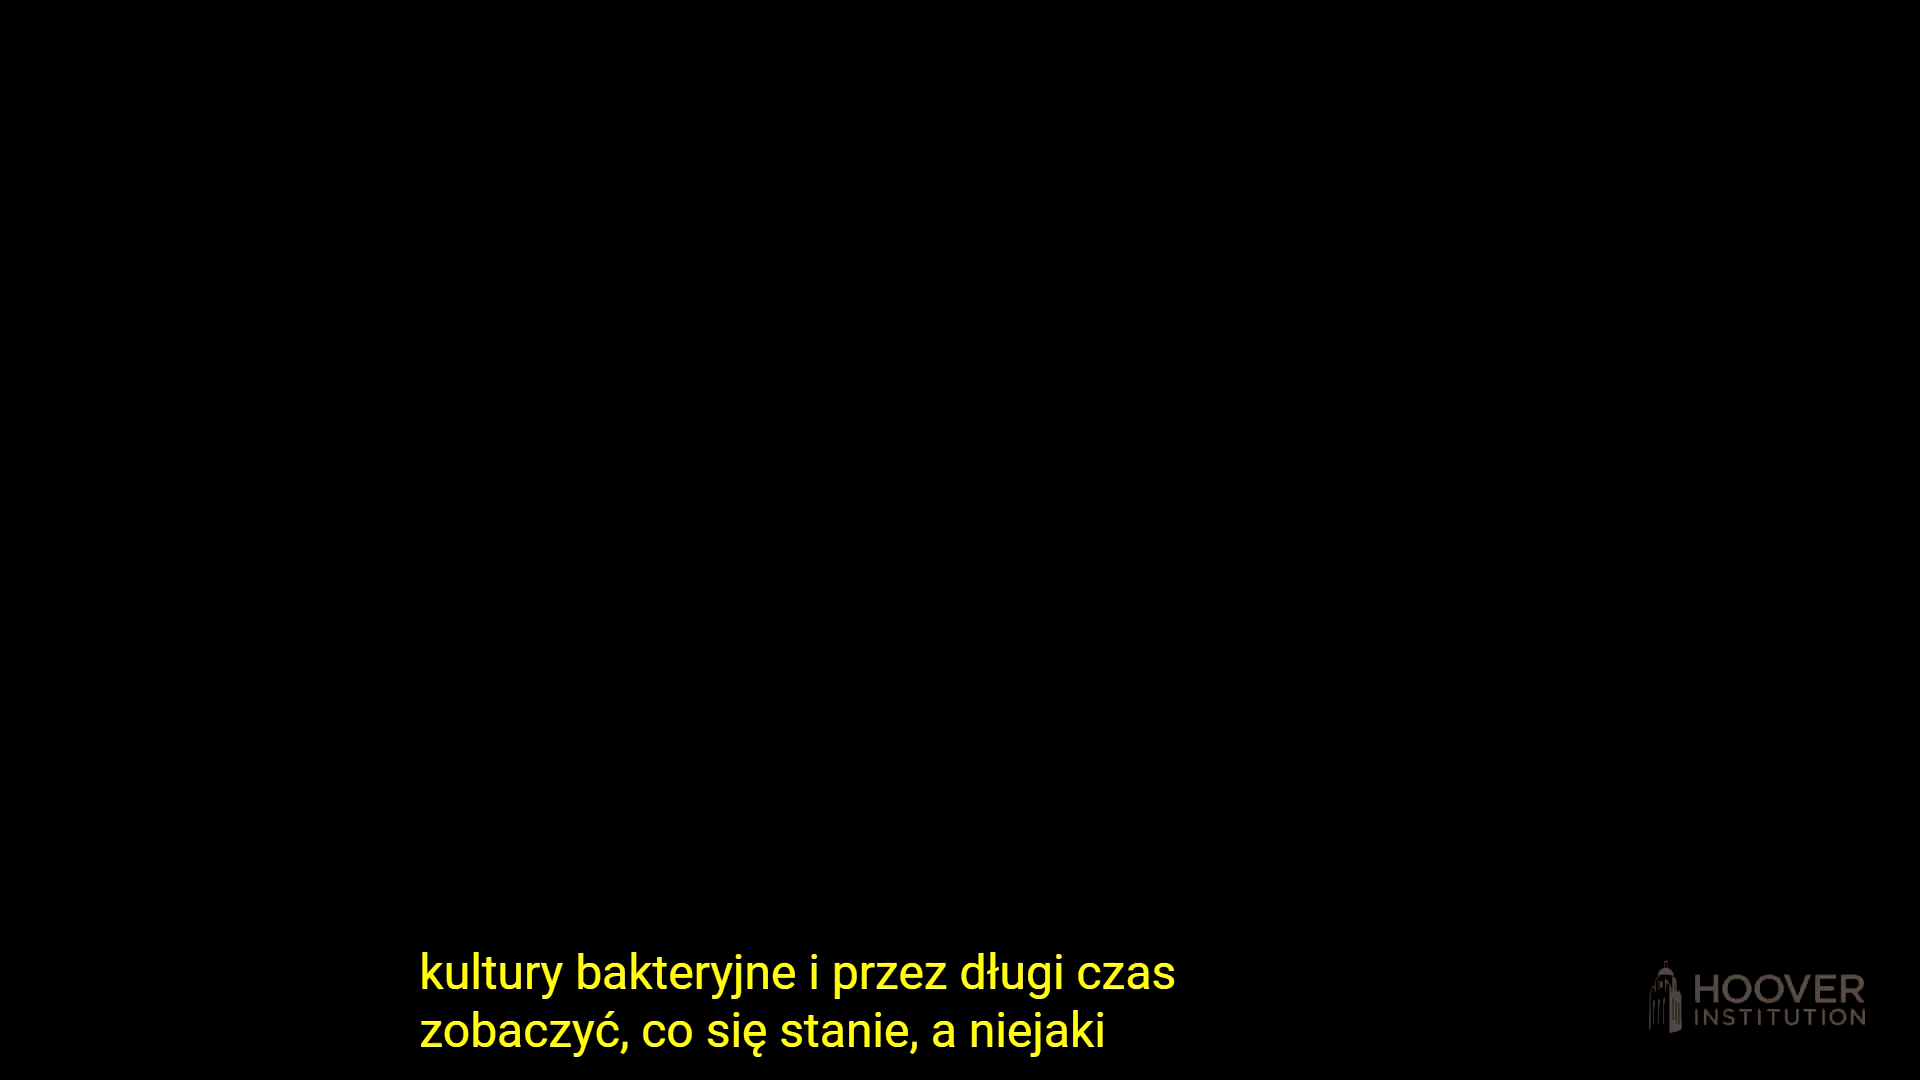 kultury bakteryjne i przez długi czas
zobaczyć, co się stanie, a niejaki
HOOVER
INSTITUTION